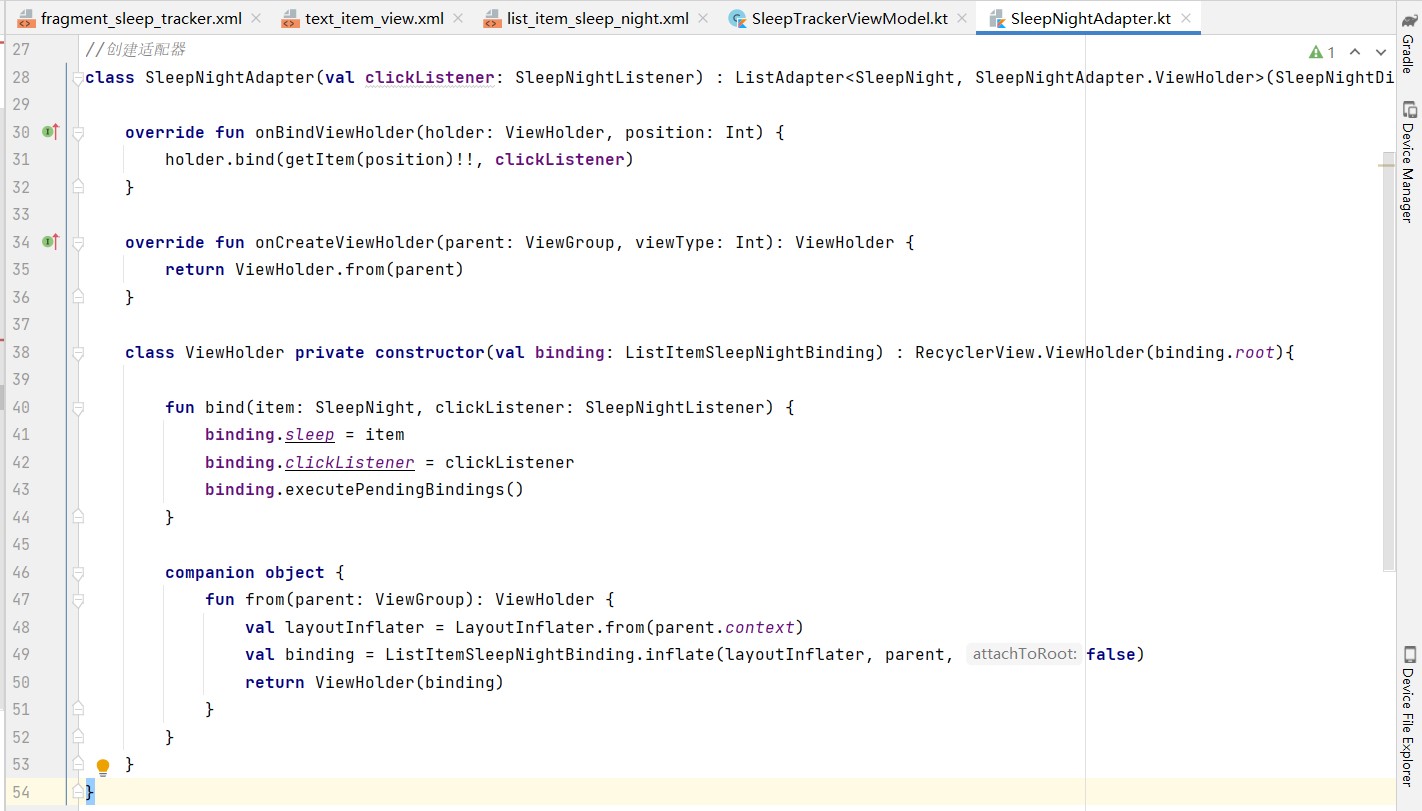 fragment_sleep_tracker.xml text_item_view.xml list_item_sleep_night.xml SleepTrackerViewModel.kt SleepNightAdapter.kt
27 //创建适配器
1
28 class SleepNightAdapter(val clickListener: SleepNightListener) : ListAdapter<SleepNight, SleepNightAdapter.ViewHolder>(SleepNightDi
29
30 override fun onBindViewHolder(holder: ViewHolder, position: Int) {
31 holder.bind(getItem(position)!!, clickListener)
32 }
33
34 override fun onCreateViewHolder(parent: ViewGroup, viewType: Int): ViewHolder {
35 return ViewHolder.from(parent)
36 }
37
38 class ViewHolder private constructor(val binding: ListItemSleepNightBinding) : RecyclerView.ViewHolder(binding.root){
39
40 fun bind(item: SleepNight, clickListener: SleepNightListener) {
41 binding.sleep = item
42 binding.clickListener = clickListener
43 binding.executePendingBindings()
44 }
45
46 companion object {
47 fun from(parent: ViewGroup): ViewHolder {
48 val layoutInflater = LayoutInflater.from(parent.context)
49 val binding = ListItemSleepNightBinding.inflate(layoutInflater, parent, attachToRoot: false)
50 return ViewHolder(binding)
51 }
52 }
53 }
54 }
Gradle
Device Manager
Device File Explorer